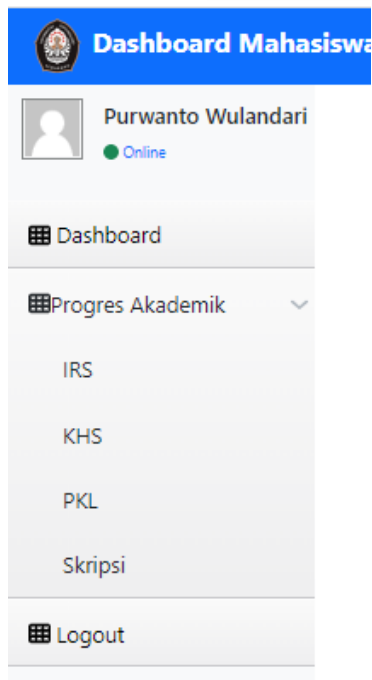 Dashboard Mahasiswa
Purwanto Wulandari
Online
Dashboard
Progres Akademik
IRS
KHS
PKL
Skripsi
Logout